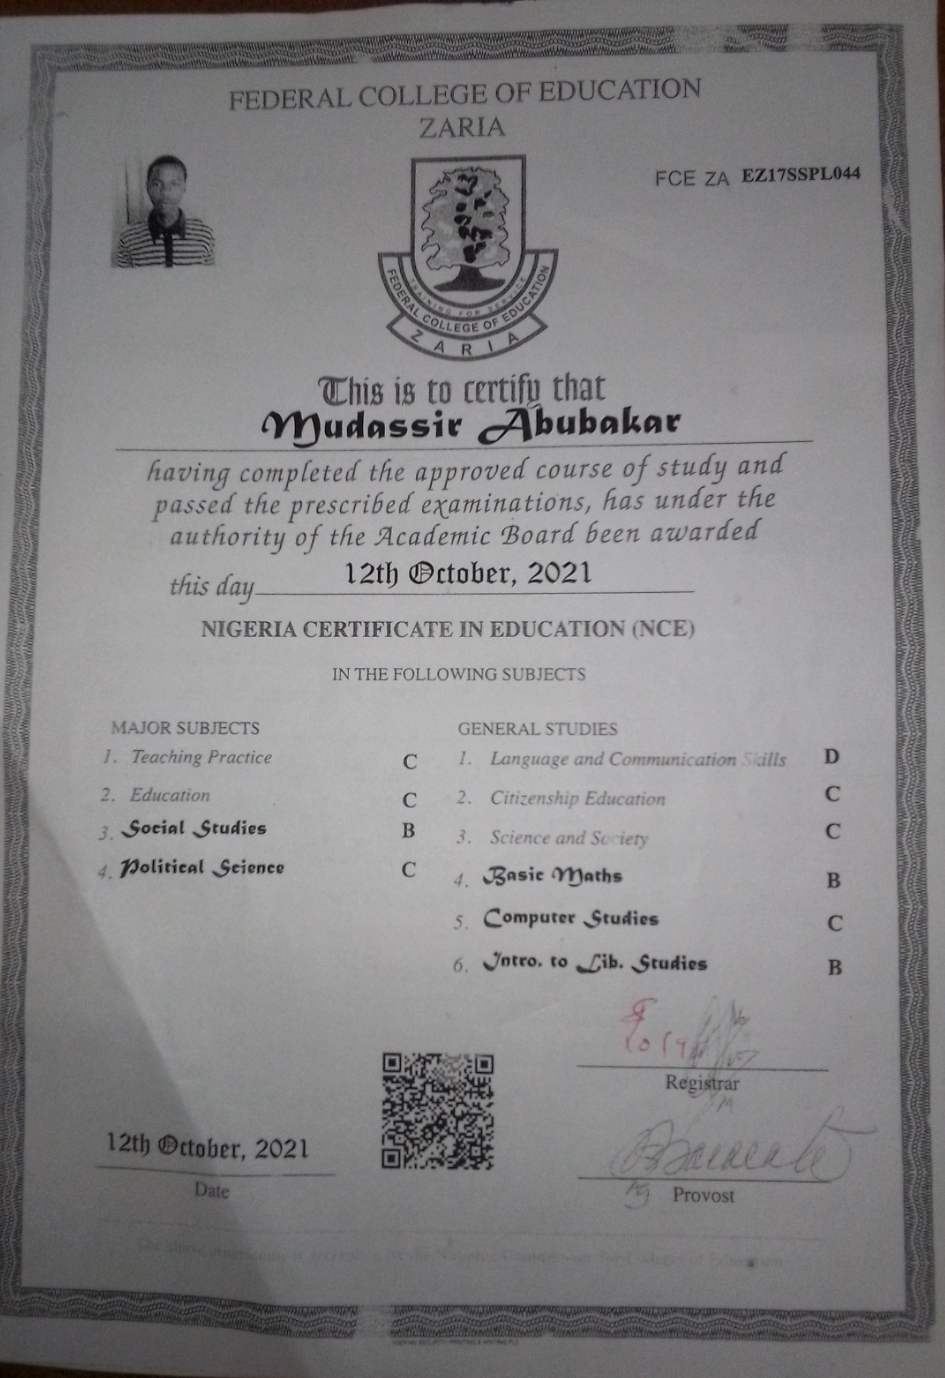 FEDERAL COLLEGE OF EDUCATION
ZARIA
FCE ZA EZ17SSPL044
TRAINING FOR SERVICE
FEDERAL COLLEGE OF EDUCATION
ZARIA
This is to certify that
Mudassir Abubakar
having completed the approved course of study and
passed the prescribed examinations, has under the
authority of the Academic Board been awarded
this day 12th October, 2021
NIGERIA CERTIFICATE IN EDUCATION (NCE)
IN THE FOLLOWING SUBJECTS
MAJOR SUBJECTS
1. Teaching Practice C
2. Education C
3. Social Studies B
4. Political Science C
GENERAL STUDIES
1. Language and Communication Skills D
2. Citizenship Education C
3. Science and Society C
4. Basic Maths B
5. Computer Studies C
6. Intro. to Lib. Studies B
Registrar
12th October, 2021
Date
Ag Provost